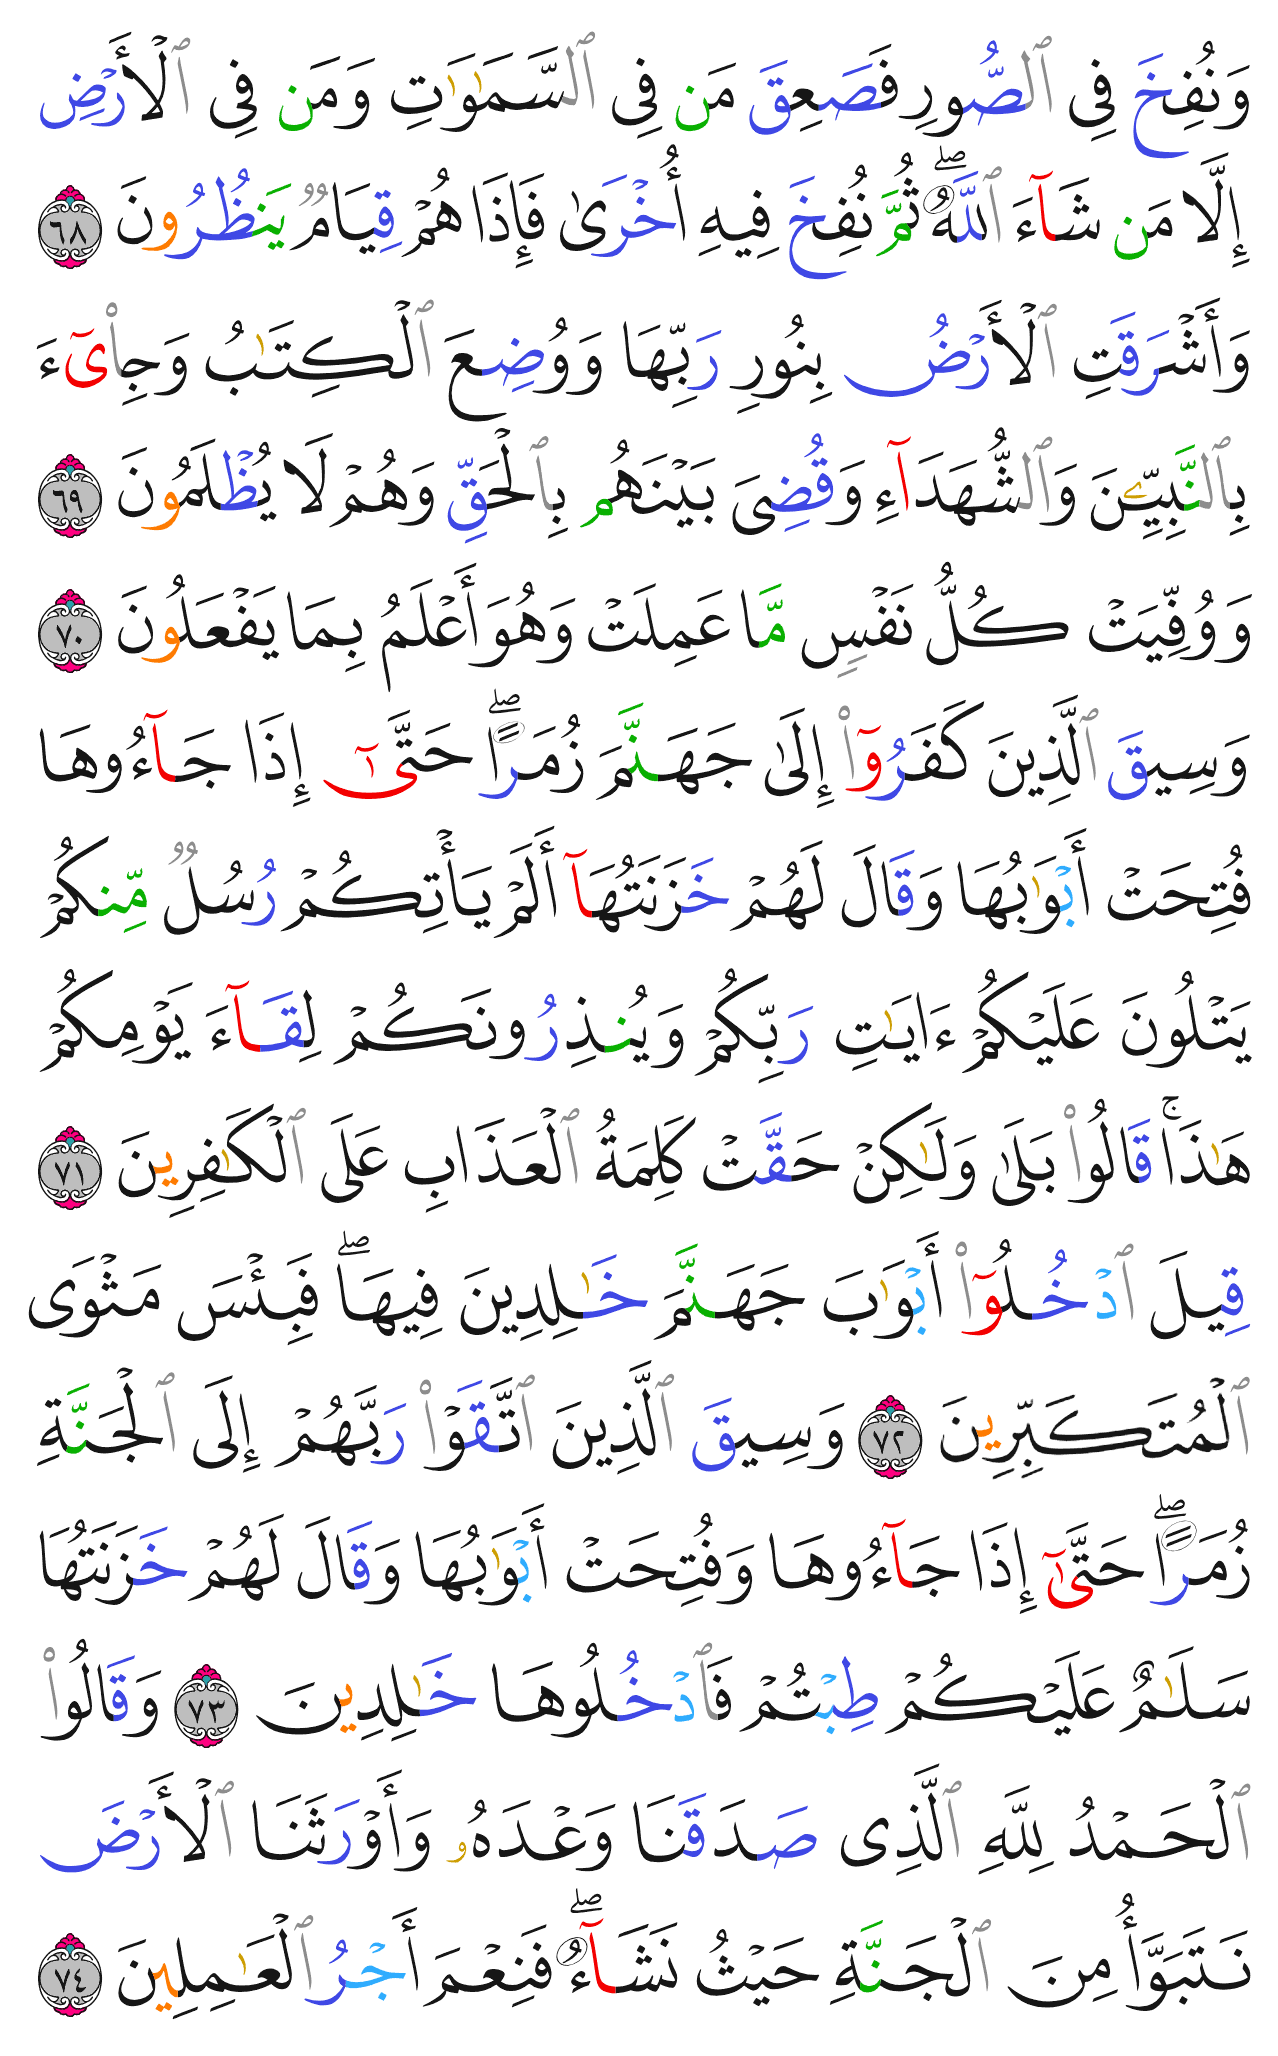 وَنُفِخَ فِى ٱلصُّورِ فَصَعِقَ مَن فِى ٱلسَّمَٰوَٰتِ وَمَن فِى ٱلْأَرْضِ
إِلَّا مَن شَآءَ ٱللَّهُ ۖ ثُمَّ نُفِخَ فِيهِ أُخْرَىٰ فَإِذَا هُمْ قِيَامٌ يَنظُرُونَ ٦٨
وَأَشْرَقَتِ ٱلْأَرْضُ بِنُورِ رَبِّهَا وَوُضِعَ ٱلْكِتَٰبُ وَجِا۟ىٓءَ
بِٱلنَّبِيِّۦنَ وَٱلشُّهَدَآءِ وَقُضِىَ بَيْنَهُم بِٱلْحَقِّ وَهُمْ لَا يُظْلَمُونَ ٦٩
وَوُفِّيَتْ كُلُّ نَفْسٍ مَّا عَمِلَتْ وَهُوَ أَعْلَمُ بِمَا يَفْعَلُونَ ٧٠
وَسِيقَ ٱلَّذِينَ كَفَرُوٓا۟ إِلَىٰ جَهَنَّمَ زُمَرًا ۖ حَتَّىٰٓ إِذَا جَآءُوهَا
فُتِحَتْ أَبْوَٰبُهَا وَقَالَ لَهُمْ خَزَنَتُهَآ أَلَمْ يَأْتِكُمْ رُسُلٌ مِّنكُمْ
يَتْلُونَ عَلَيْكُمْ ءَايَٰتِ رَبِّكُمْ وَيُنذِرُونَكُمْ لِقَآءَ يَوْمِكُمْ
هَٰذَا ۚ قَالُوا۟ بَلَىٰ وَلَٰكِنْ حَقَّتْ كَلِمَةُ ٱلْعَذَابِ عَلَى ٱلْكَٰفِرِينَ ٧١
قِيلَ ٱدْخُلُوٓا۟ أَبْوَٰبَ جَهَنَّمَ خَٰلِدِينَ فِيهَا ۖ فَبِئْسَ مَثْوَى
ٱلْمُتَكَبِّرِينَ ٧٢ وَسِيقَ ٱلَّذِينَ ٱتَّقَوْا۟ رَبَّهُمْ إِلَى ٱلْجَنَّةِ
زُمَرًا ۖ حَتَّىٰٓ إِذَا جَآءُوهَا وَفُتِحَتْ أَبْوَٰبُهَا وَقَالَ لَهُمْ خَزَنَتُهَا
سَلَٰمٌ عَلَيْكُمْ طِبْتُمْ فَٱدْخُلُوهَا خَٰلِدِينَ ٧٣ وَقَالُوا۟
ٱلْحَمْدُ لِلَّهِ ٱلَّذِى صَدَقَنَا وَعْدَهُۥ وَأَوْرَثَنَا ٱلْأَرْضَ
نَتَبَوَّأُ مِنَ ٱلْجَنَّةِ حَيْثُ نَشَآءُ ۖ فَنِعْمَ أَجْرُ ٱلْعَٰمِلِينَ ٧٤